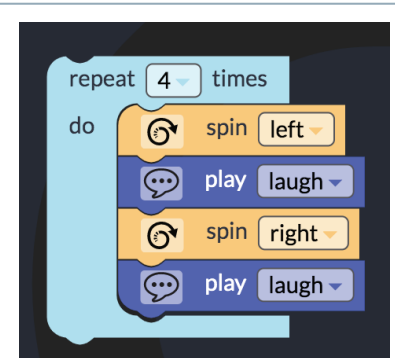 repeat 4 times
do spin left
play laugh
spin right
play laugh